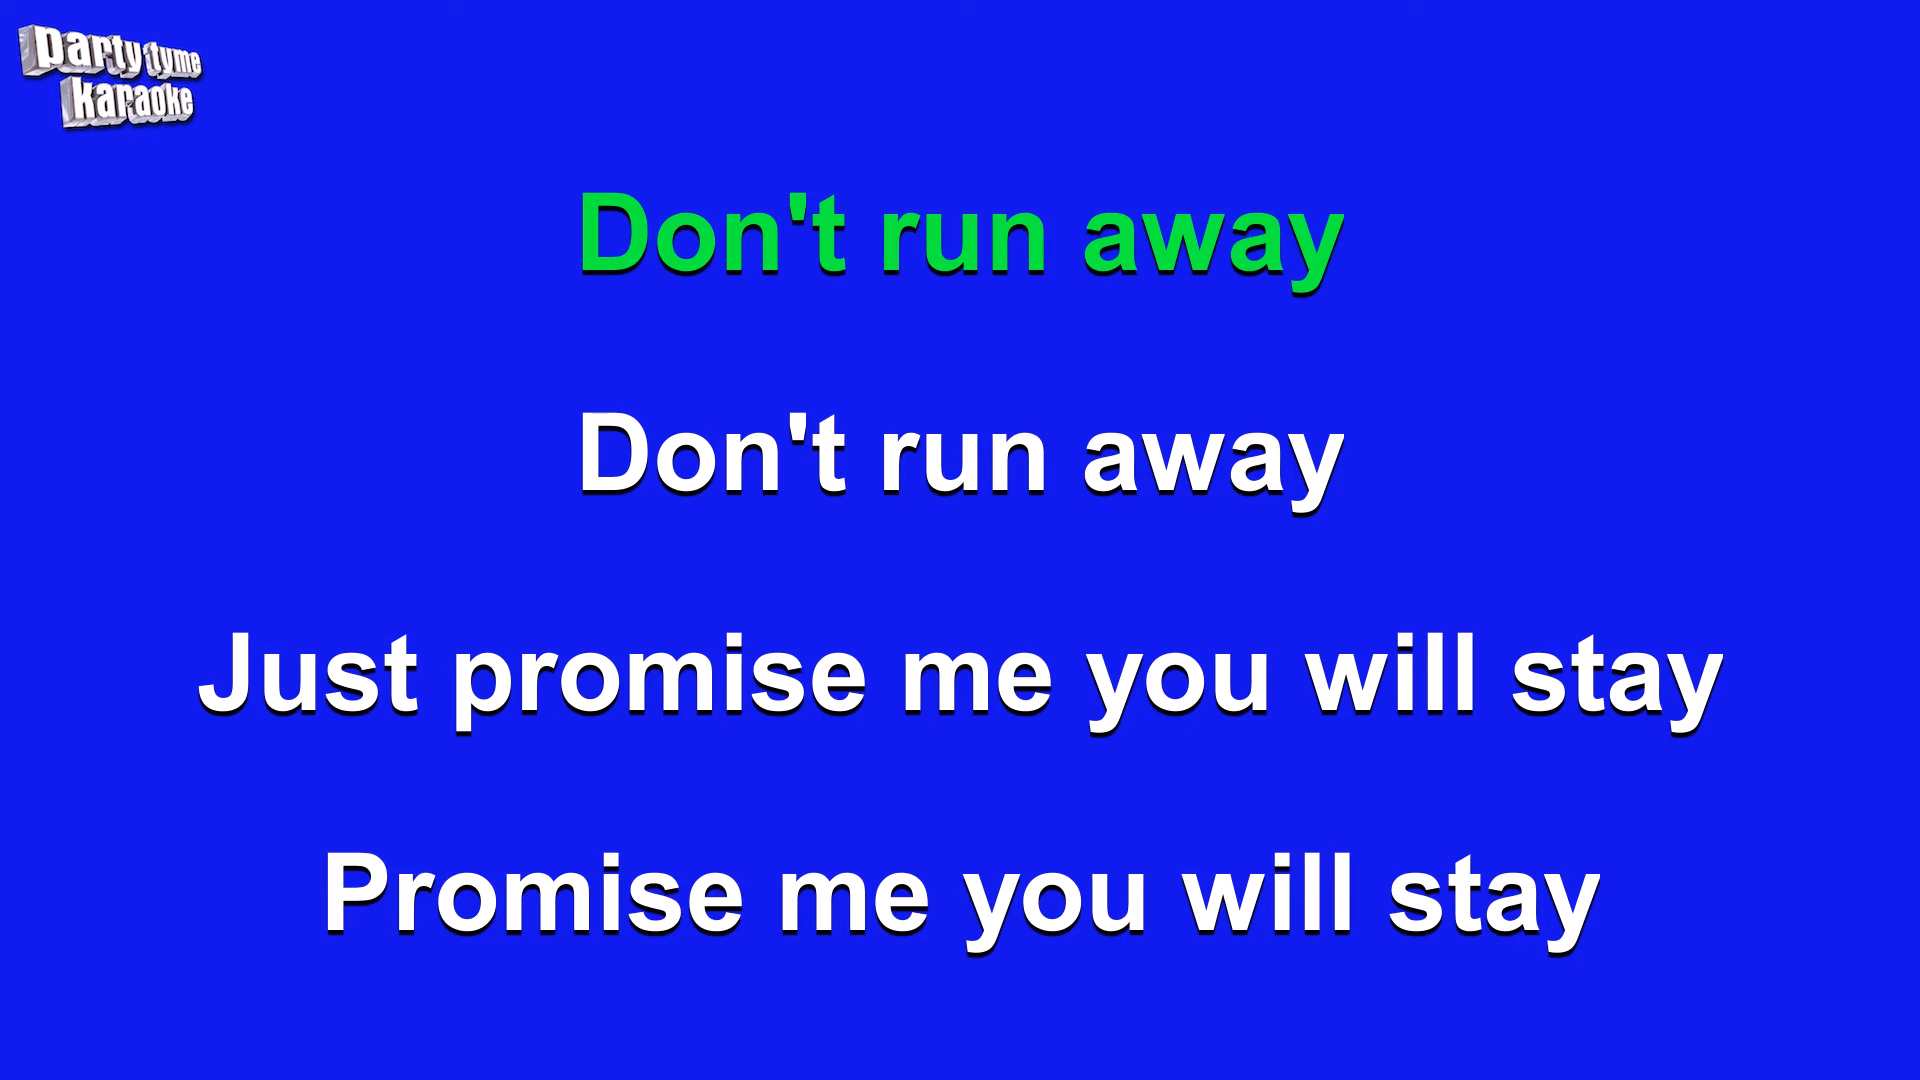 party tyme
karaoke
Don't run away
Don't run away
Just promise me you will stay
Promise me you will stay